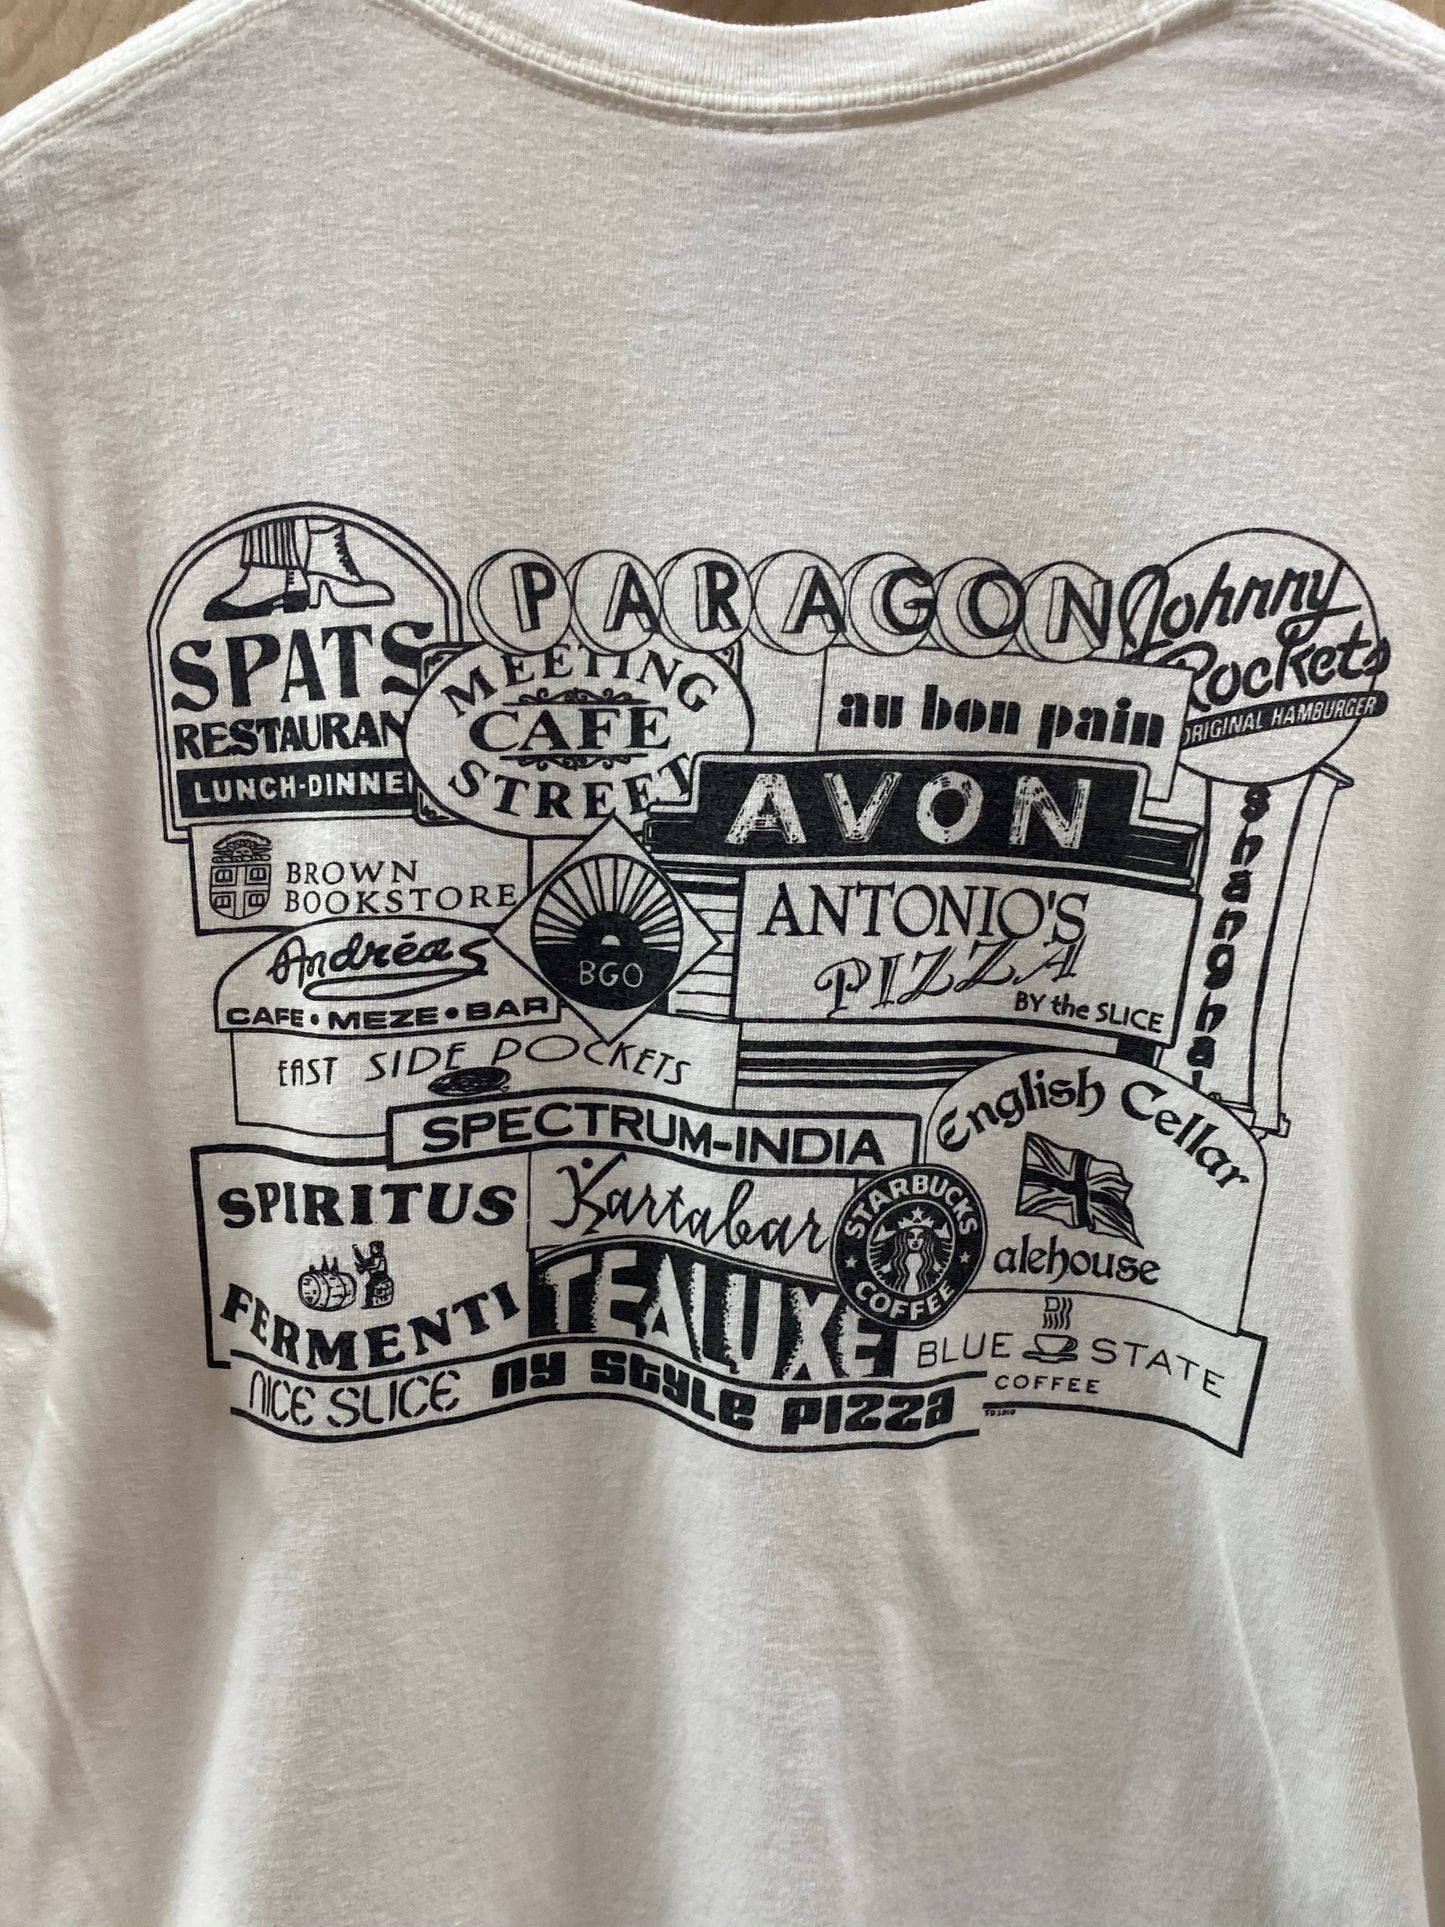 SPATS
RESTAURAN
LUNCH-DINNE
PARAGON
Johnny
Rockets
ORIGINAL HAMBURGER
MEETING
CAFE
STREET
au bon pain
AVON
Shanghai
BROWN
BOOKSTORE
BGO
ANTONIO'S
PIZZA
BY the SLICE
Andréas
CAFE • MEZE • BAR
EAST SIDE POCKETS
SPECTRUM-INDIA
English Cellar
alehouse
SPIRITUS
FERMENTI
Kartabar
STARBUCKS
COFFEE
TEALUXE
BLUE STATE
COFFEE
NICE SLICE NY STYLE PIZZA